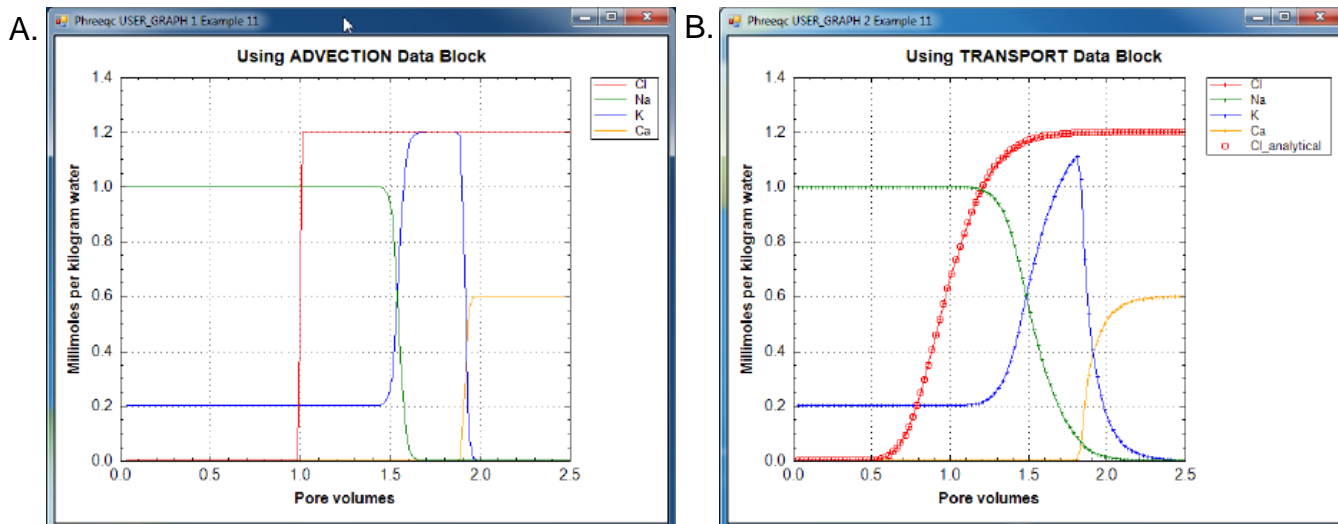 A.
Phreeqc USER_GRAPH 1 Example 11
Using ADVECTION Data Block
Millimoles per kilogram water
1.4
1.2
1.0
0.8
0.6
0.4
0.2
0.0
0.0 0.5 1.0 1.5 2.0 2.5
Pore volumes
Cl
Na
K
Ca
B.
Phreeqc USER_GRAPH 2 Example 11
Using TRANSPORT Data Block
Millimoles per kilogram water
1.4
1.2
1.0
0.8
0.6
0.4
0.2
0.0
0.0 0.5 1.0 1.5 2.0 2.5
Pore volumes
Cl
Na
K
Ca
Cl_analytical